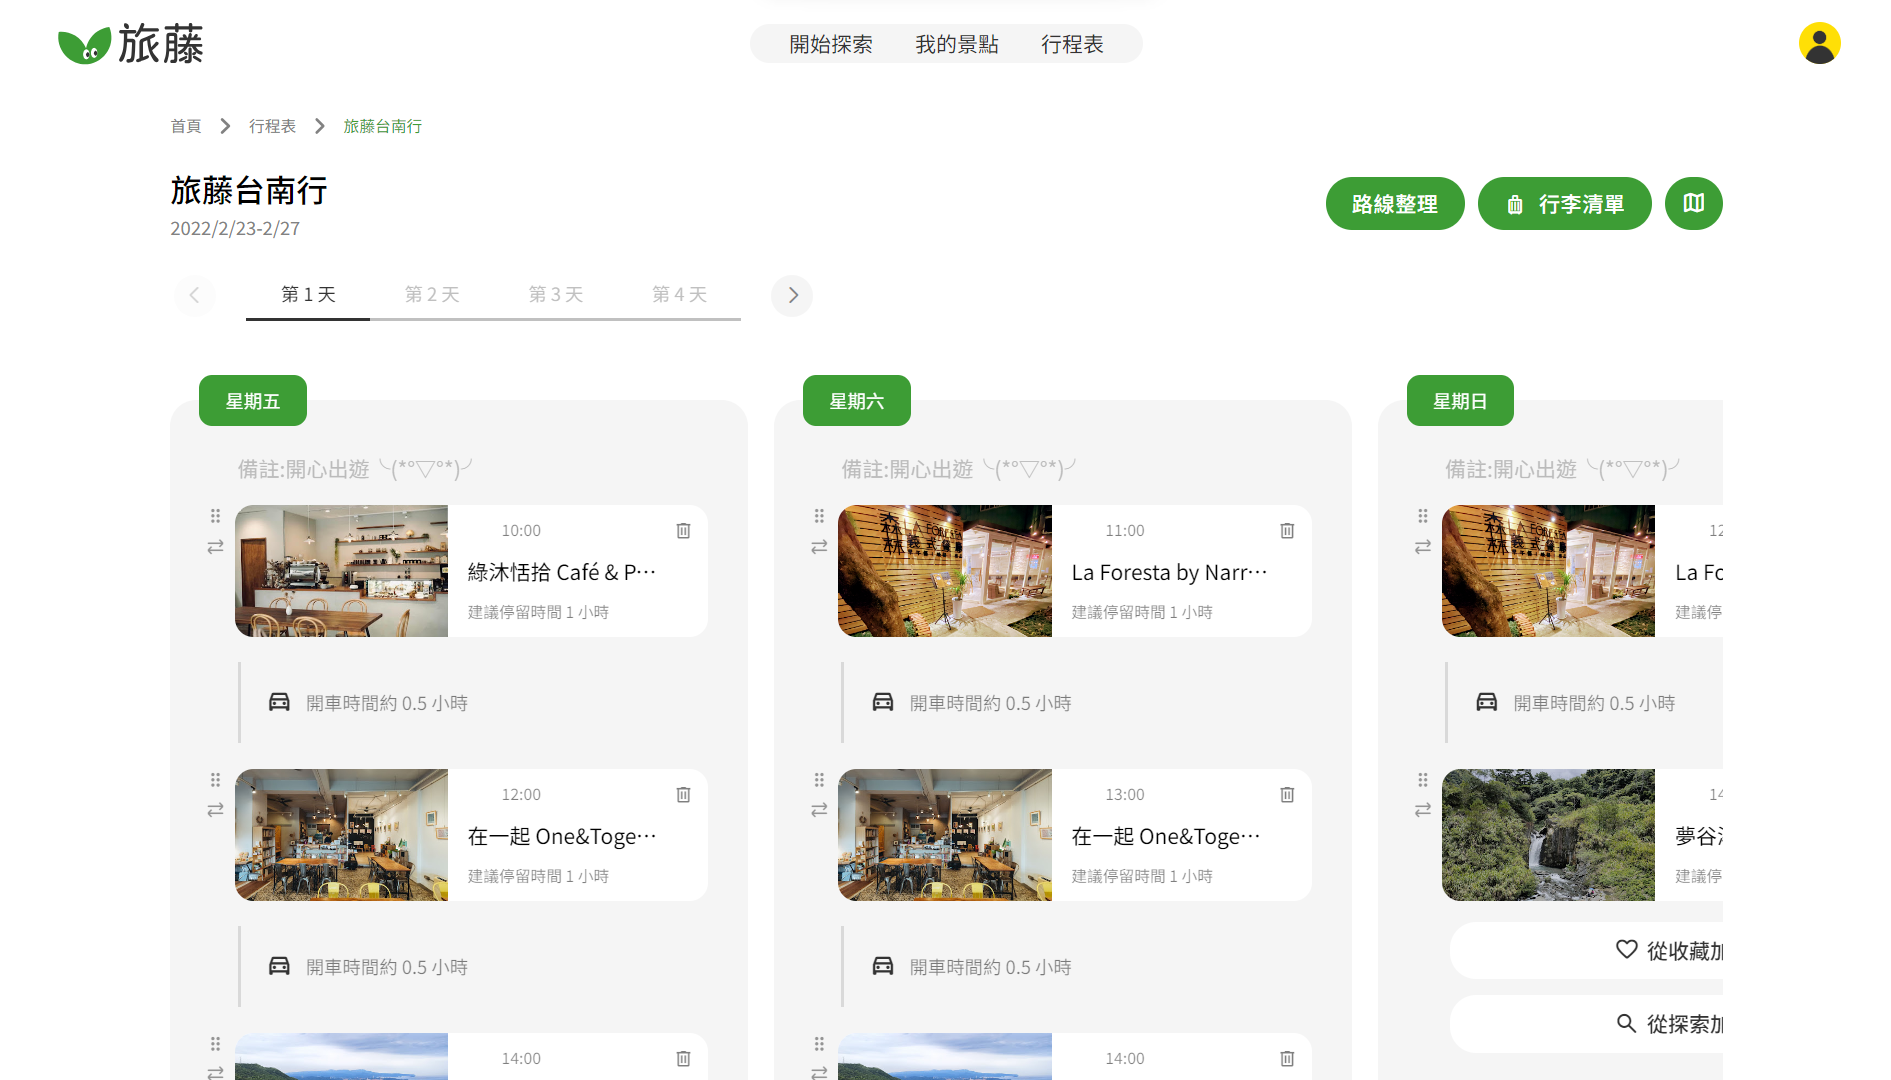 旅藤
開始探索 我的景點 行程表
首頁 行程表 旅藤台南行
旅藤台南行
2022/2/23-2/27
路線整理 行李清單
第 1 天 第 2 天 第 3 天 第 4 天
星期五
備註:開心出遊╰(*°▽°*)╯
10:00
綠沐恬拾 Café & P⋯
建議停留時間 1 小時
開車時間約 0.5 小時
12:00
在一起 One&Toge⋯
建議停留時間 1 小時
開車時間約 0.5 小時
14:00
星期六
備註:開心出遊╰(*°▽°*)╯
森 LA FORESTA
森 義式
11:00
La Foresta by Narr⋯
建議停留時間 1 小時
開車時間約 0.5 小時
13:00
在一起 One&Toge⋯
建議停留時間 1 小時
開車時間約 0.5 小時
14:00
星期日
備註:開心出遊╰(*°▽°*)╯
12
La Fo
建議停
開車時間約 0.5 小時
14
夢谷
建議停
從收藏加
從探索加